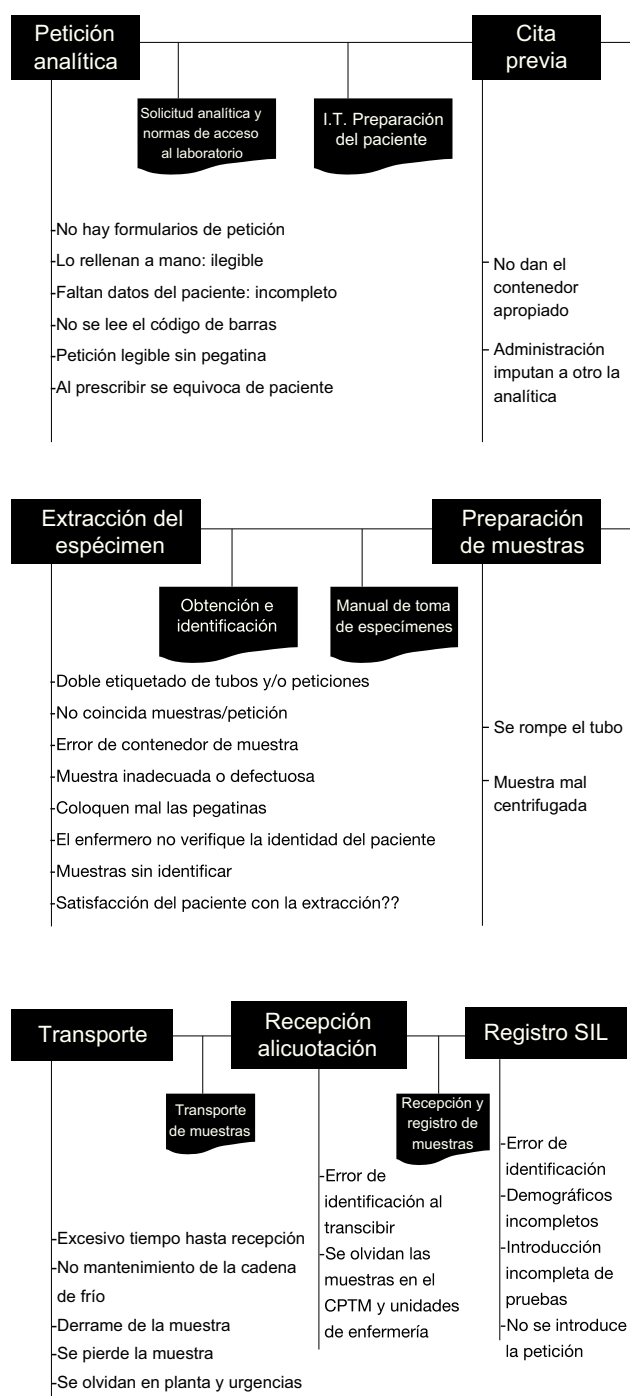 Petición
analítica
Cita
previa
Solicitud analítica y
normas de acceso
al laboratorio
I.T. Preparación
del paciente
-No hay formularios de petición
-Lo rellenan a mano: ilegible
-Faltan datos del paciente: incompleto
-No se lee el código de barras
-Petición legible sin pegatina
-Al prescribir se equivoca de paciente
- No dan el
contenedor
apropiado
- Administración
imputan a otro la
analítica
Extracción del
espécimen
Preparación
de muestras
Obtención e
identificación
Manual de toma
de especímenes
-Doble etiquetado de tubos y/o peticiones
-No coincida muestras/petición
-Error de contenedor de muestra
-Muestra inadecuada o defectuosa
-Coloquen mal las pegatinas
-El enfermero no verifique la identidad del paciente
-Muestras sin identificar
-Satisfacción del paciente con la extracción??
- Se rompe el tubo
- Muestra mal
centrifugada
Transporte
Recepción
alicuotación
Registro SIL
Transporte
de muestras
Recepción y
registro de
muestras
-Excesivo tiempo hasta recepción
-No mantenimiento de la cadena
de frío
-Derrame de la muestra
-Se pierde la muestra
-Se olvidan en planta y urgencias
-Error de
identificación al
transcibir
-Se olvidan las
muestras en el
CPTM y unidades
de enfermería
-Error de
identificación
-Demográficos
incompletos
-Introducción
incompleta de
pruebas
-No se introduce
la petición